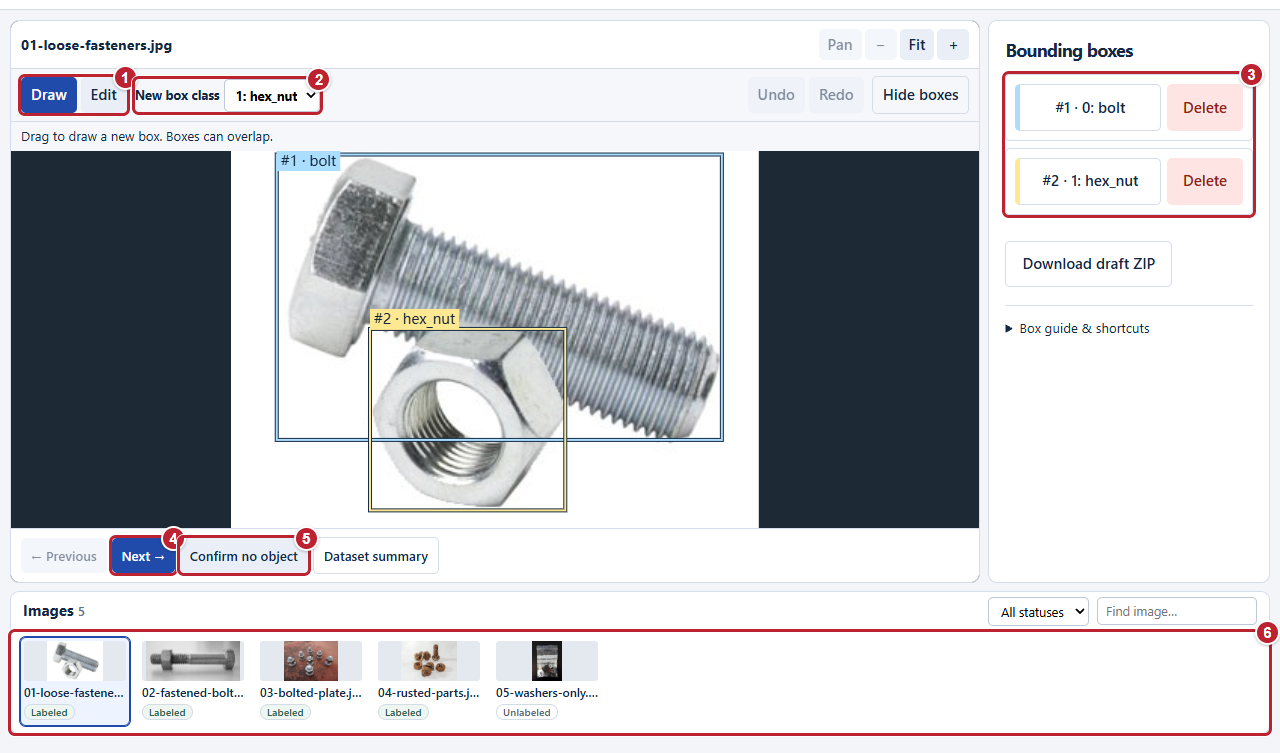 01-loose-fasteners.jpg
Pan − Fit +
Draw Edit 1 New box class 1: hex_nut 2 Undo Redo Hide boxes
Drag to draw a new box. Boxes can overlap.
#1 · bolt
#2 · hex_nut
← Previous Next → 4 Confirm no object 5 Dataset summary
Bounding boxes
3
#1 · 0: bolt Delete
#2 · 1: hex_nut Delete
Download draft ZIP
▶ Box guide & shortcuts
Images 5 All statuses Find image...
6
01-loose-fastene... 02-fastened-bolt... 03-bolted-plate.j... 04-rusted-parts.j... 05-washers-only....
Labeled Labeled Labeled Labeled Unlabeled